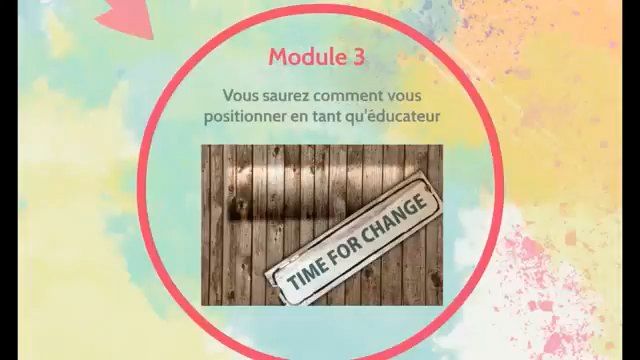 Module 3
Vous saurez comment vous
positionner en tant qu'éducateur
TIME FOR CHANGE